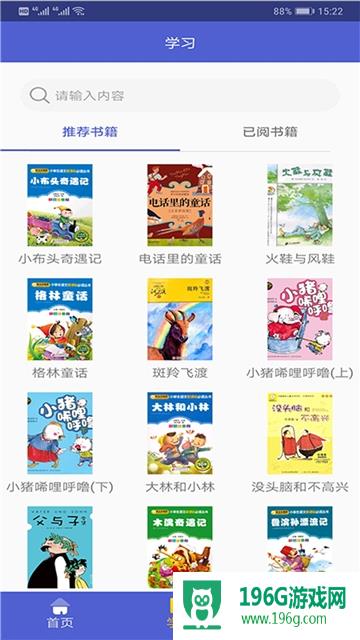 HD 4G 4G 88% 15:22
学习
请输入内容
推荐书籍 已阅书籍
小布头奇遇记 电话里的童话 火鞋与风鞋
小布头奇遇记 电话里的童话 火鞋与风鞋
格林童话 斑羚飞渡 小猪唏哩呼噜
格林童话 斑羚飞渡 小猪唏哩呼噜(上)
小猪唏哩呼噜 大林和小林 没头脑和不高兴
小猪唏哩呼噜(下) 大林和小林 没头脑和不高兴
父与子 木偶奇遇记 鲁滨孙漂流记
首页
196G游戏网
www.196g.com